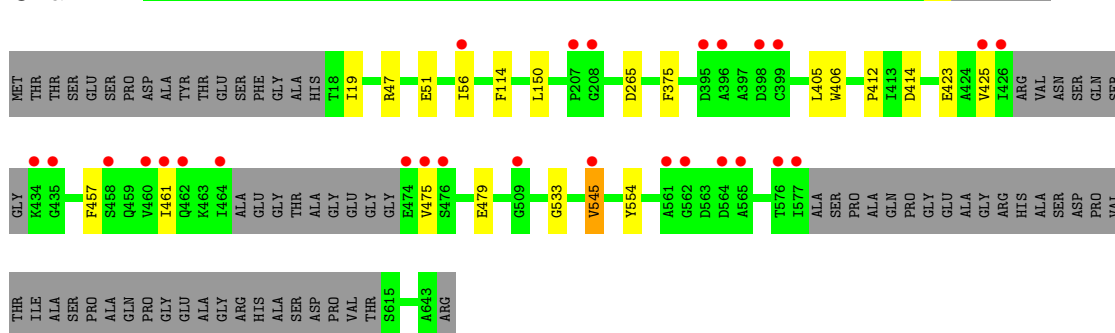 MET THR THR SER GLU SER PRO ASP ALA TYR THR GLU SER PHE GLY ALA HIS T18 I19 R47 E51 I56 F114 L150 P207 G208 D265 F375 D395 A396 A397 D398 C399 L405 W406 P412 I413 D414 E423 A424 V425 I426 ARG VAL ASN SER GLN SER
GLY K434 G435 F457 S458 Q459 V460 I461 Q462 K463 I464 ALA GLU GLY THR ALA GLY GLU GLY GLY E474 V475 S476 E479 G509 G533 V545 Y554 A561 G562 D563 D564 A565 T576 I577 ALA SER PRO ALA GLN PRO GLY GLU ALA GLY ARG HIS ALA SER ASP PRO VAL
THR ILE ALA SER PRO ALA GLN PRO GLY GLU ALA GLY ARG HIS ALA SER ASP PRO VAL THR S615 A643 ARG